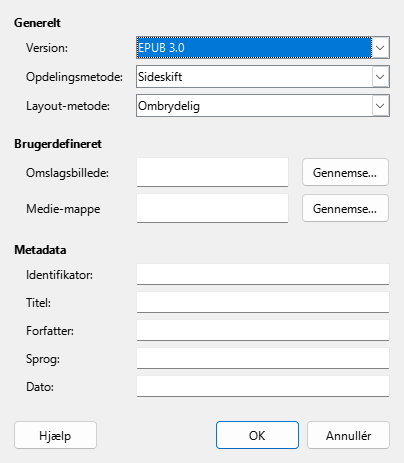 Generelt
Version: EPUB 3.0
Opdelingsmetode: Sideskift
Layout-metode: Ombrydelig
Brugerdefineret
Omslagsbillede: Gennemse...
Medie-mappe Gennemse...
Metadata
Identifikator:
Titel:
Forfatter:
Sprog:
Dato:
Hjælp OK Annullér